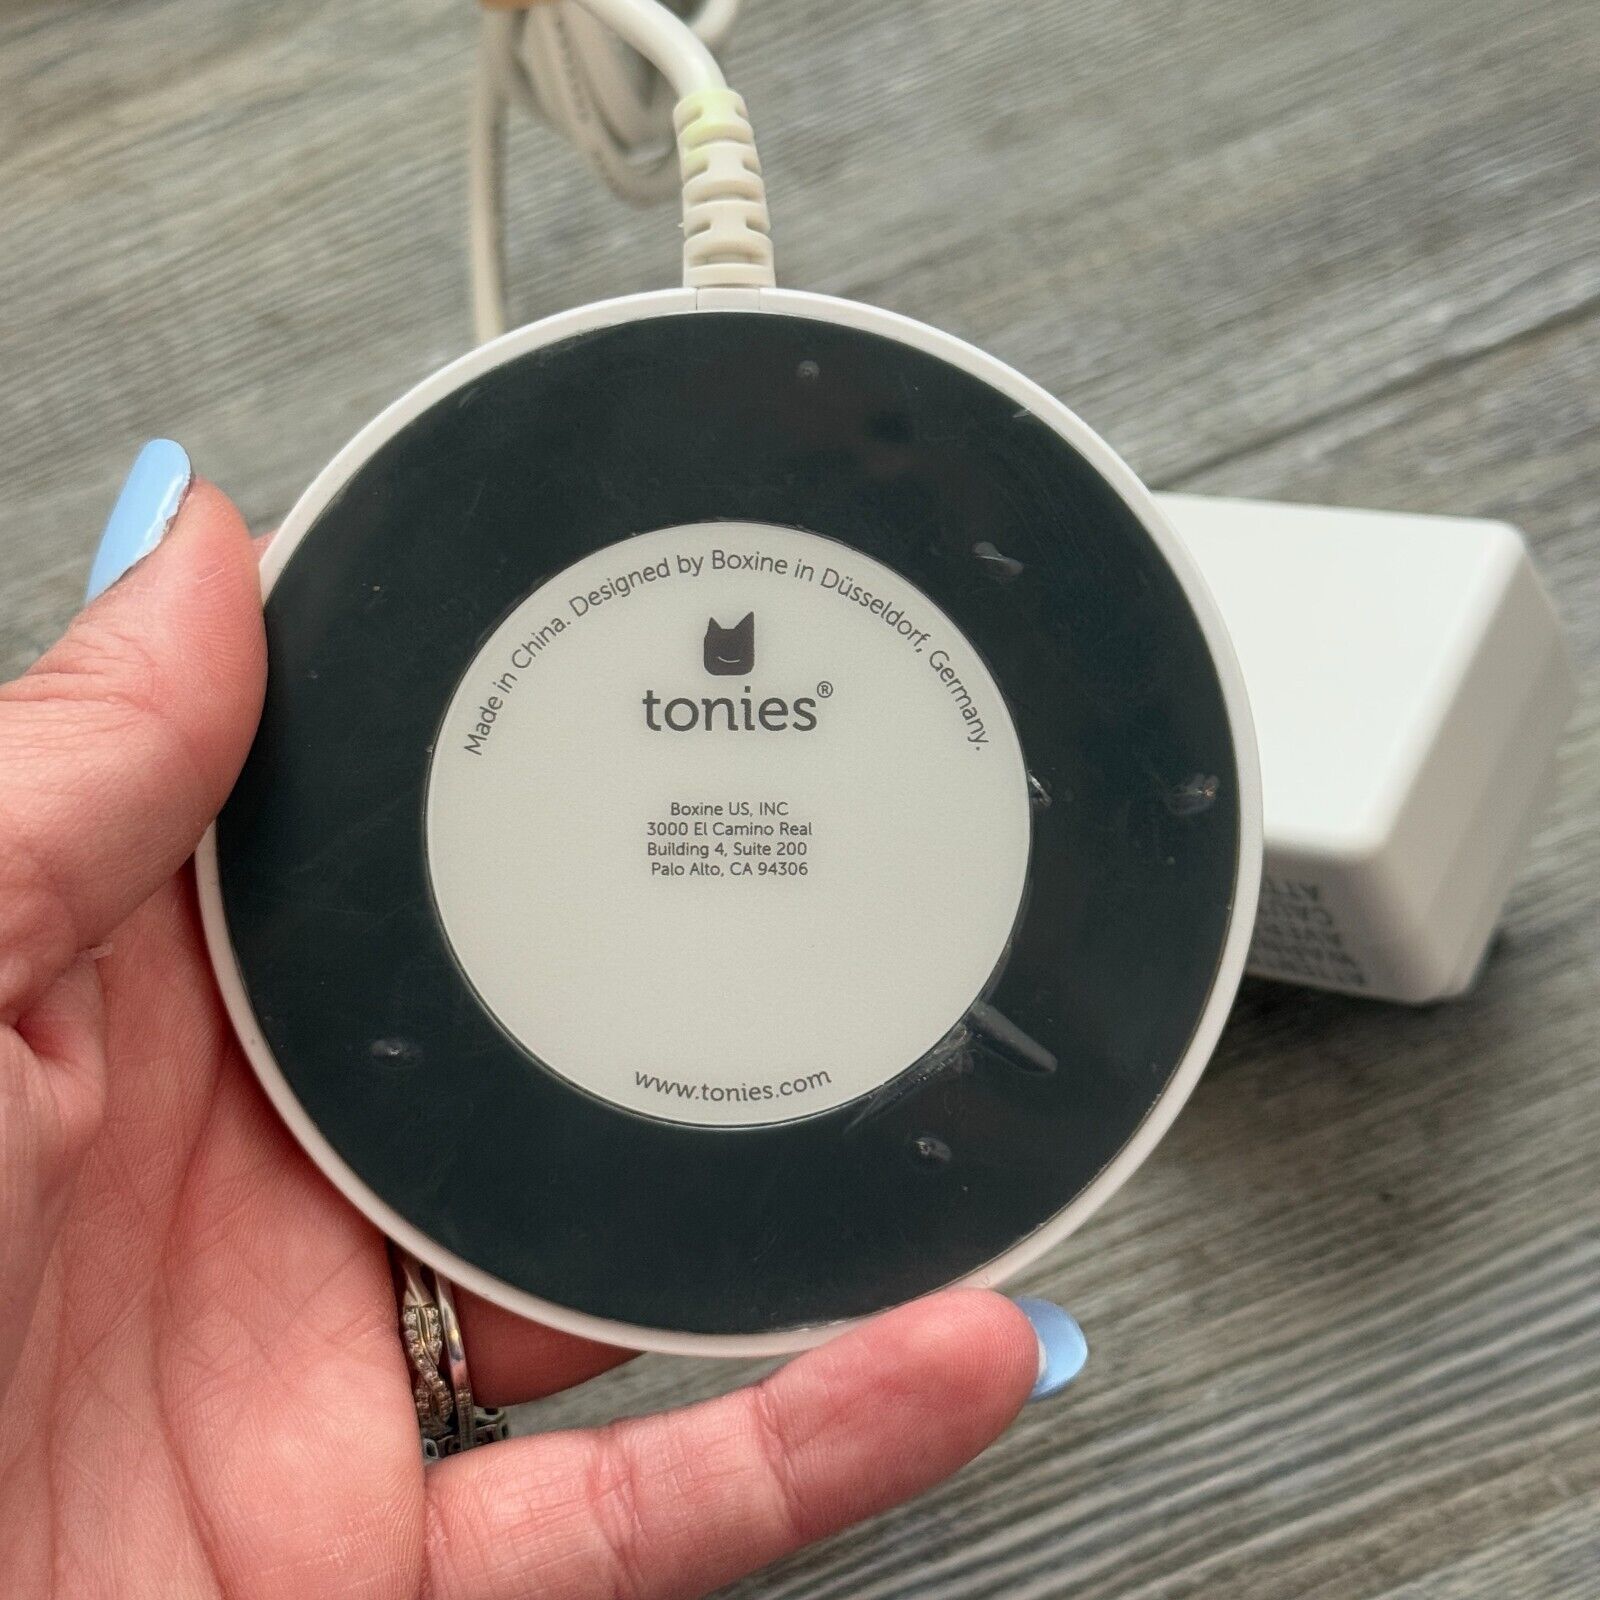 Made in China. Designed by Boxine in Düsseldorf, Germany.
tonies®
Boxine US, INC
3000 El Camino Real
Building 4, Suite 200
Palo Alto, CA 94306
www.tonies.com